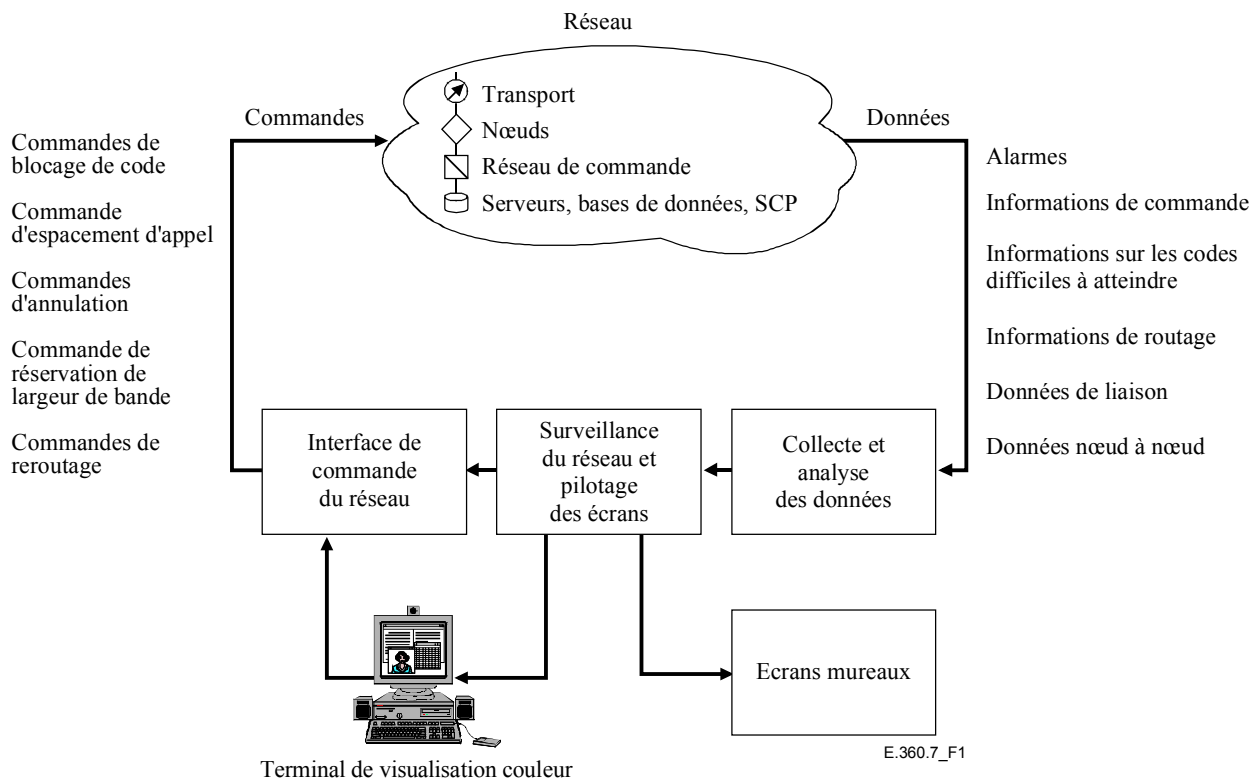 Réseau
Transport
Nœuds
Réseau de commande
Serveurs, bases de données, SCP
Commandes
Données
Commandes de
blocage de code
Commande
d'espacement d'appel
Commandes
d'annulation
Commande de
réservation de
largeur de bande
Commandes de
reroutage
Alarmes
Informations de commande
Informations sur les codes
difficiles à atteindre
Informations de routage
Données de liaison
Données nœud à nœud
Interface de
commande
du réseau
Surveillance
du réseau et
pilotage
des écrans
Collecte et
analyse
des données
Ecrans mureaux
Terminal de visualisation couleur
E.360.7_F1